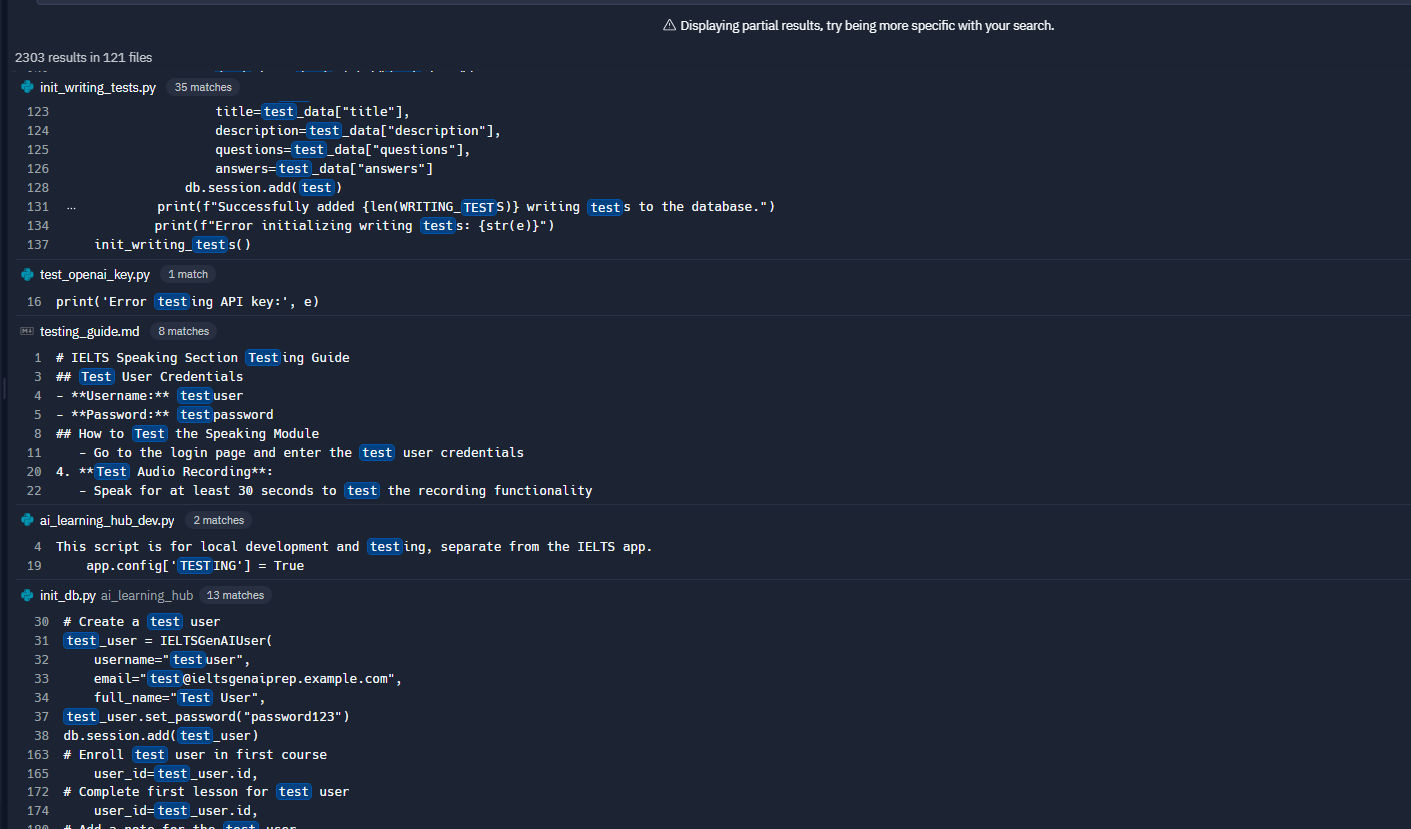 Displaying partial results, try being more specific with your search.
2303 results in 121 files
init_writing_tests.py 35 matches
123 title=test_data["title"],
124 description=test_data["description"],
125 questions=test_data["questions"],
126 answers=test_data["answers"]
128 db.session.add(test)
131 ... print(f"Successfully added {len(WRITING_TESTS)} writing tests to the database.")
134 print(f"Error initializing writing tests: {str(e)}")
137 init_writing_tests()
test_openai_key.py 1 match
16 print('Error testing API key:', e)
testing_guide.md 8 matches
1 # IELTS Speaking Section Testing Guide
3 ## Test User Credentials
4 - **Username:** testuser
5 - **Password:** testpassword
8 ## How to Test the Speaking Module
11 - Go to the login page and enter the test user credentials
20 4. **Test Audio Recording**:
22 - Speak for at least 30 seconds to test the recording functionality
ai_learning_hub_dev.py 2 matches
4 This script is for local development and testing, separate from the IELTS app.
19 app.config['TESTING'] = True
init_db.py ai_learning_hub 13 matches
30 # Create a test user
31 test_user = IELTSGenAIUser(
32 username="testuser",
33 email="test@ieltsgenaiprep.example.com",
34 full_name="Test User",
37 test_user.set_password("password123")
38 db.session.add(test_user)
163 # Enroll test user in first course
165 user_id=test_user.id,
172 # Complete first lesson for test user
174 user_id=test_user.id,
180 # Add a note for the test user